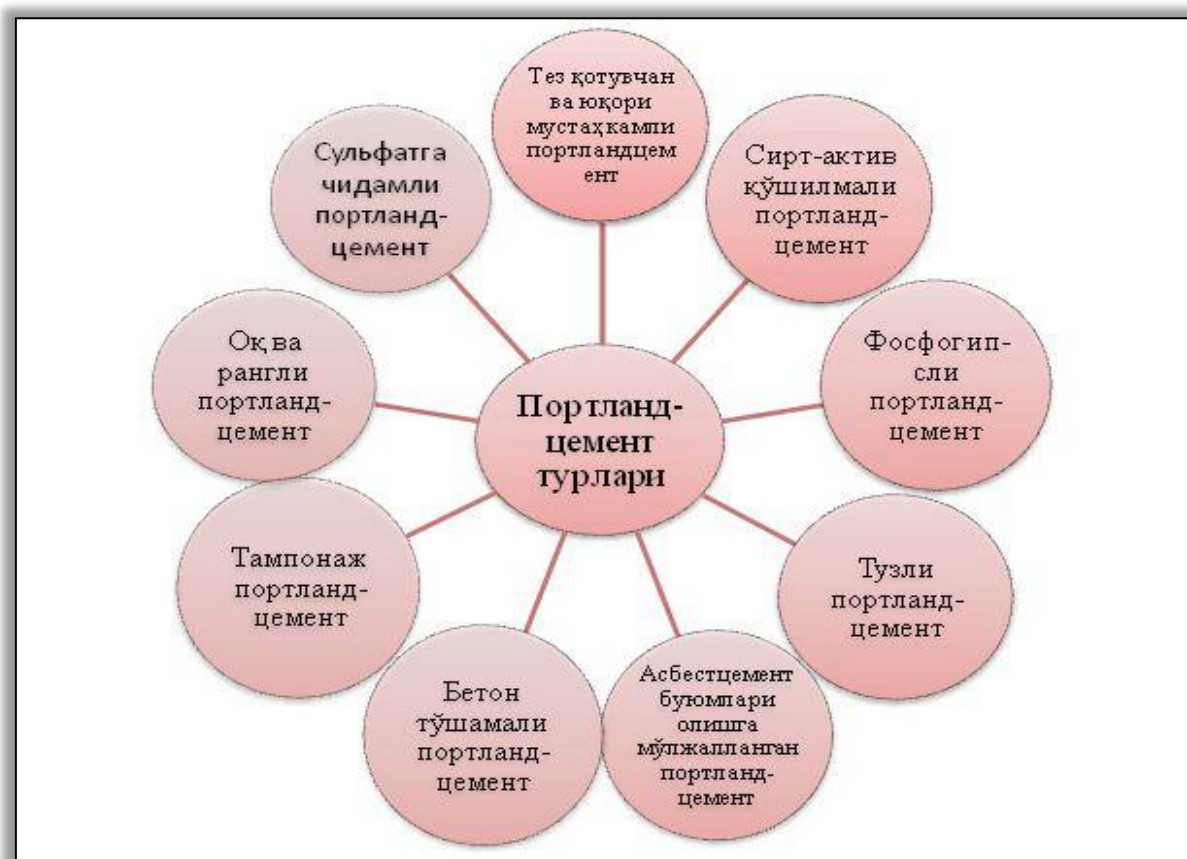 Тез қотувчан
ва юқори
мустаҳкамли
портландцем
ент
Сирт-актив
қўшилмали
портланд-
цемент
Фосфогип-
сли
портланд-
цемент
Тузли
портланд-
цемент
Асбестцемент
буюмлари
олишга
мўлжалланган
портланд-
цемент
Бетон
тўшамали
портланд-
цемент
Тампонаж
портланд-
цемент
Оқ ва
рангли
портланд-
цемент
Сульфатга
чидамли
портланд-
цемент
Портланд-
цемент
турлари